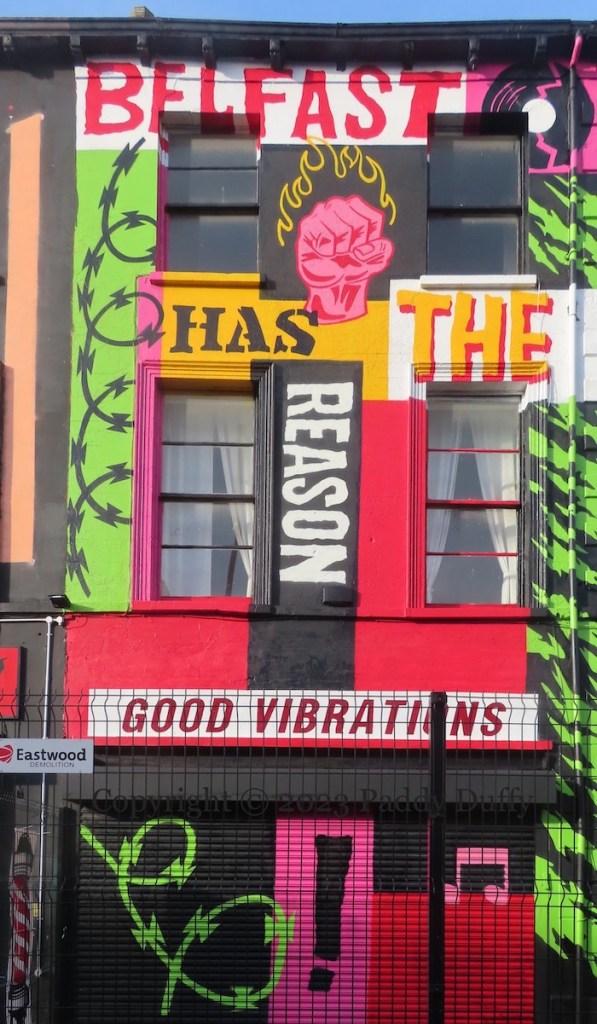 BELFAST
HAS
THE
REASON
GOOD VIBRATIONS
Eastwood
DEMOLITION
Copyright © 2023 Paddy Duffy
!